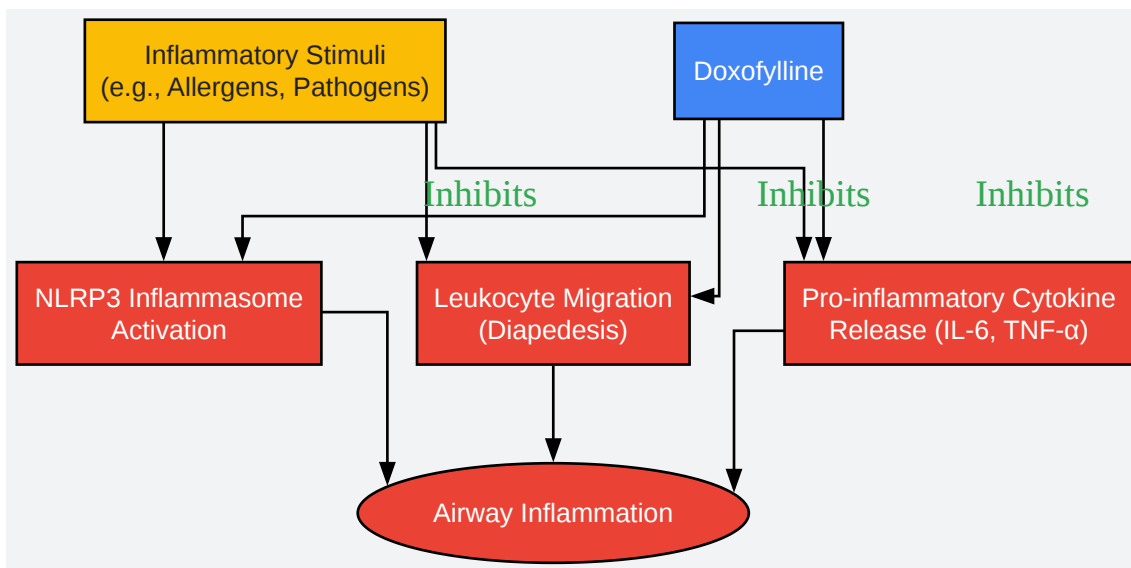 Inflammatory Stimuli
(e.g., Allergens, Pathogens)
Doxofylline
Inhibits
Inhibits
Inhibits
NLRP3 Inflammasome
Activation
Leukocyte Migration
(Diapedesis)
Pro-inflammatory Cytokine
Release (IL-6, TNF-α)
Airway Inflammation